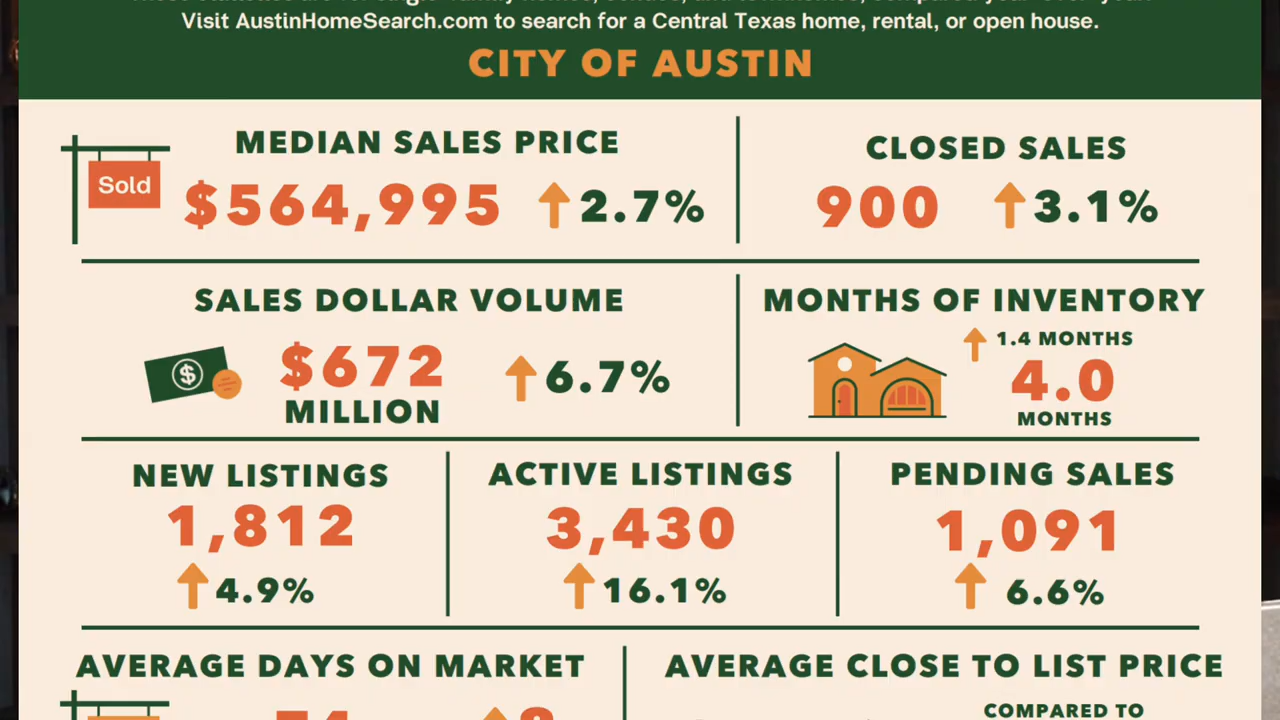 Visit AustinHomeSearch.com to search for a Central Texas home, rental, or open house.
CITY OF AUSTIN
MEDIAN SALES PRICE
Sold
$564,995
2.7%
CLOSED SALES
900
3.1%
SALES DOLLAR VOLUME
$
$672
MILLION
6.7%
MONTHS OF INVENTORY
1.4 MONTHS
4.0
MONTHS
NEW LISTINGS
1,812
4.9%
ACTIVE LISTINGS
3,430
16.1%
PENDING SALES
1,091
6.6%
AVERAGE DAYS ON MARKET
AVERAGE CLOSE TO LIST PRICE
COMPARED TO